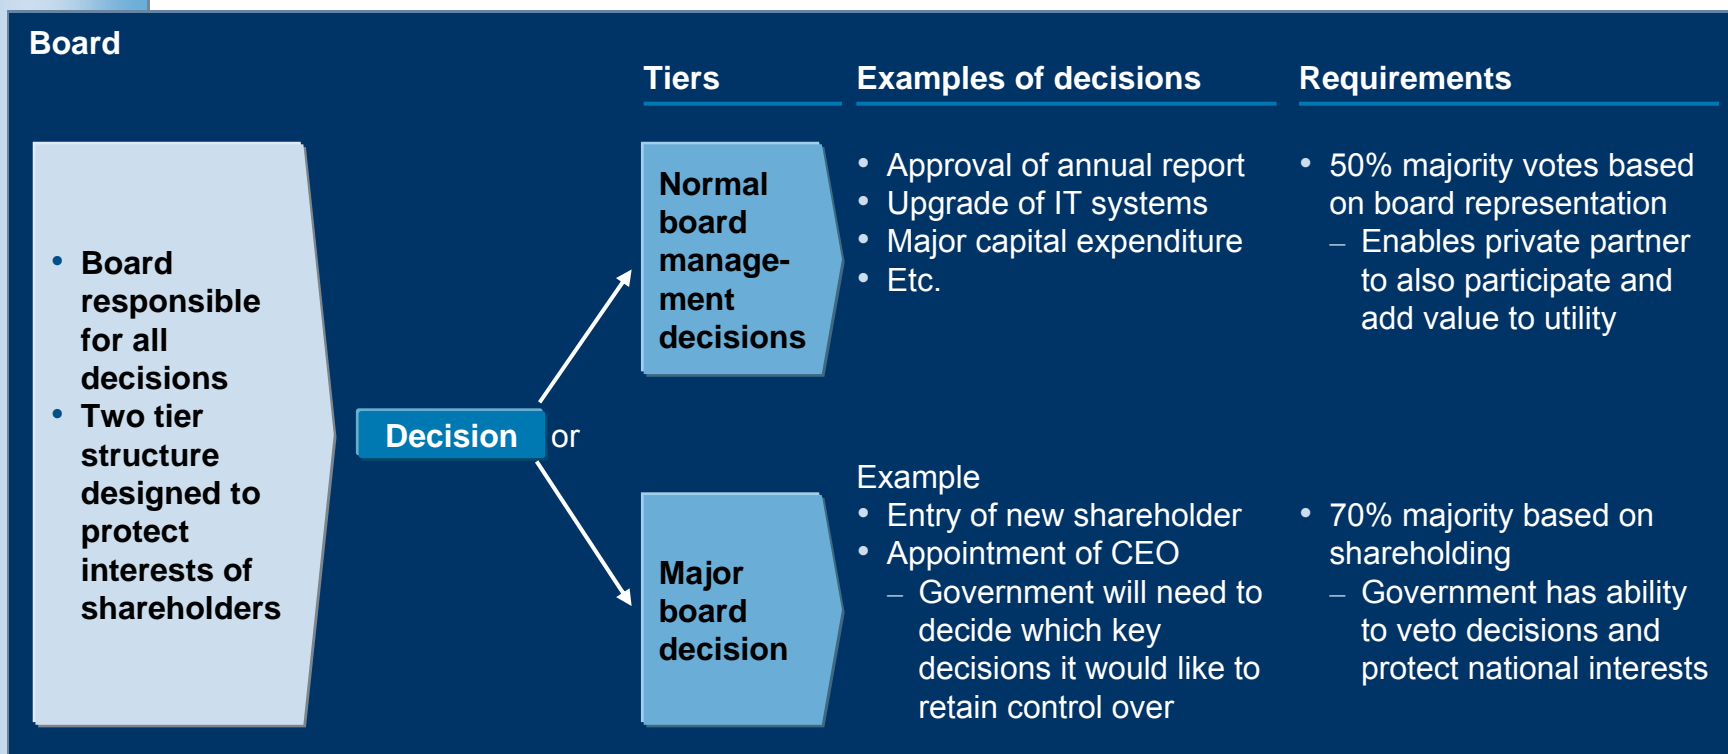 Board
Tiers
Examples of decisions
Requirements
• Board
responsible
for all
decisions
• Two tier
structure
designed to
protect
interests of
shareholders
Decision
or
Normal
board
manage-
ment
decisions
• Approval of annual report
• Upgrade of IT systems
• Major capital expenditure
• Etc.
• 50% majority votes based
on board representation
– Enables private partner
to also participate and
add value to utility
Major
board
decision
Example
• Entry of new shareholder
• Appointment of CEO
– Government will need to
decide which key
decisions it would like to
retain control over
• 70% majority based on
shareholding
– Government has ability
to veto decisions and
protect national interests